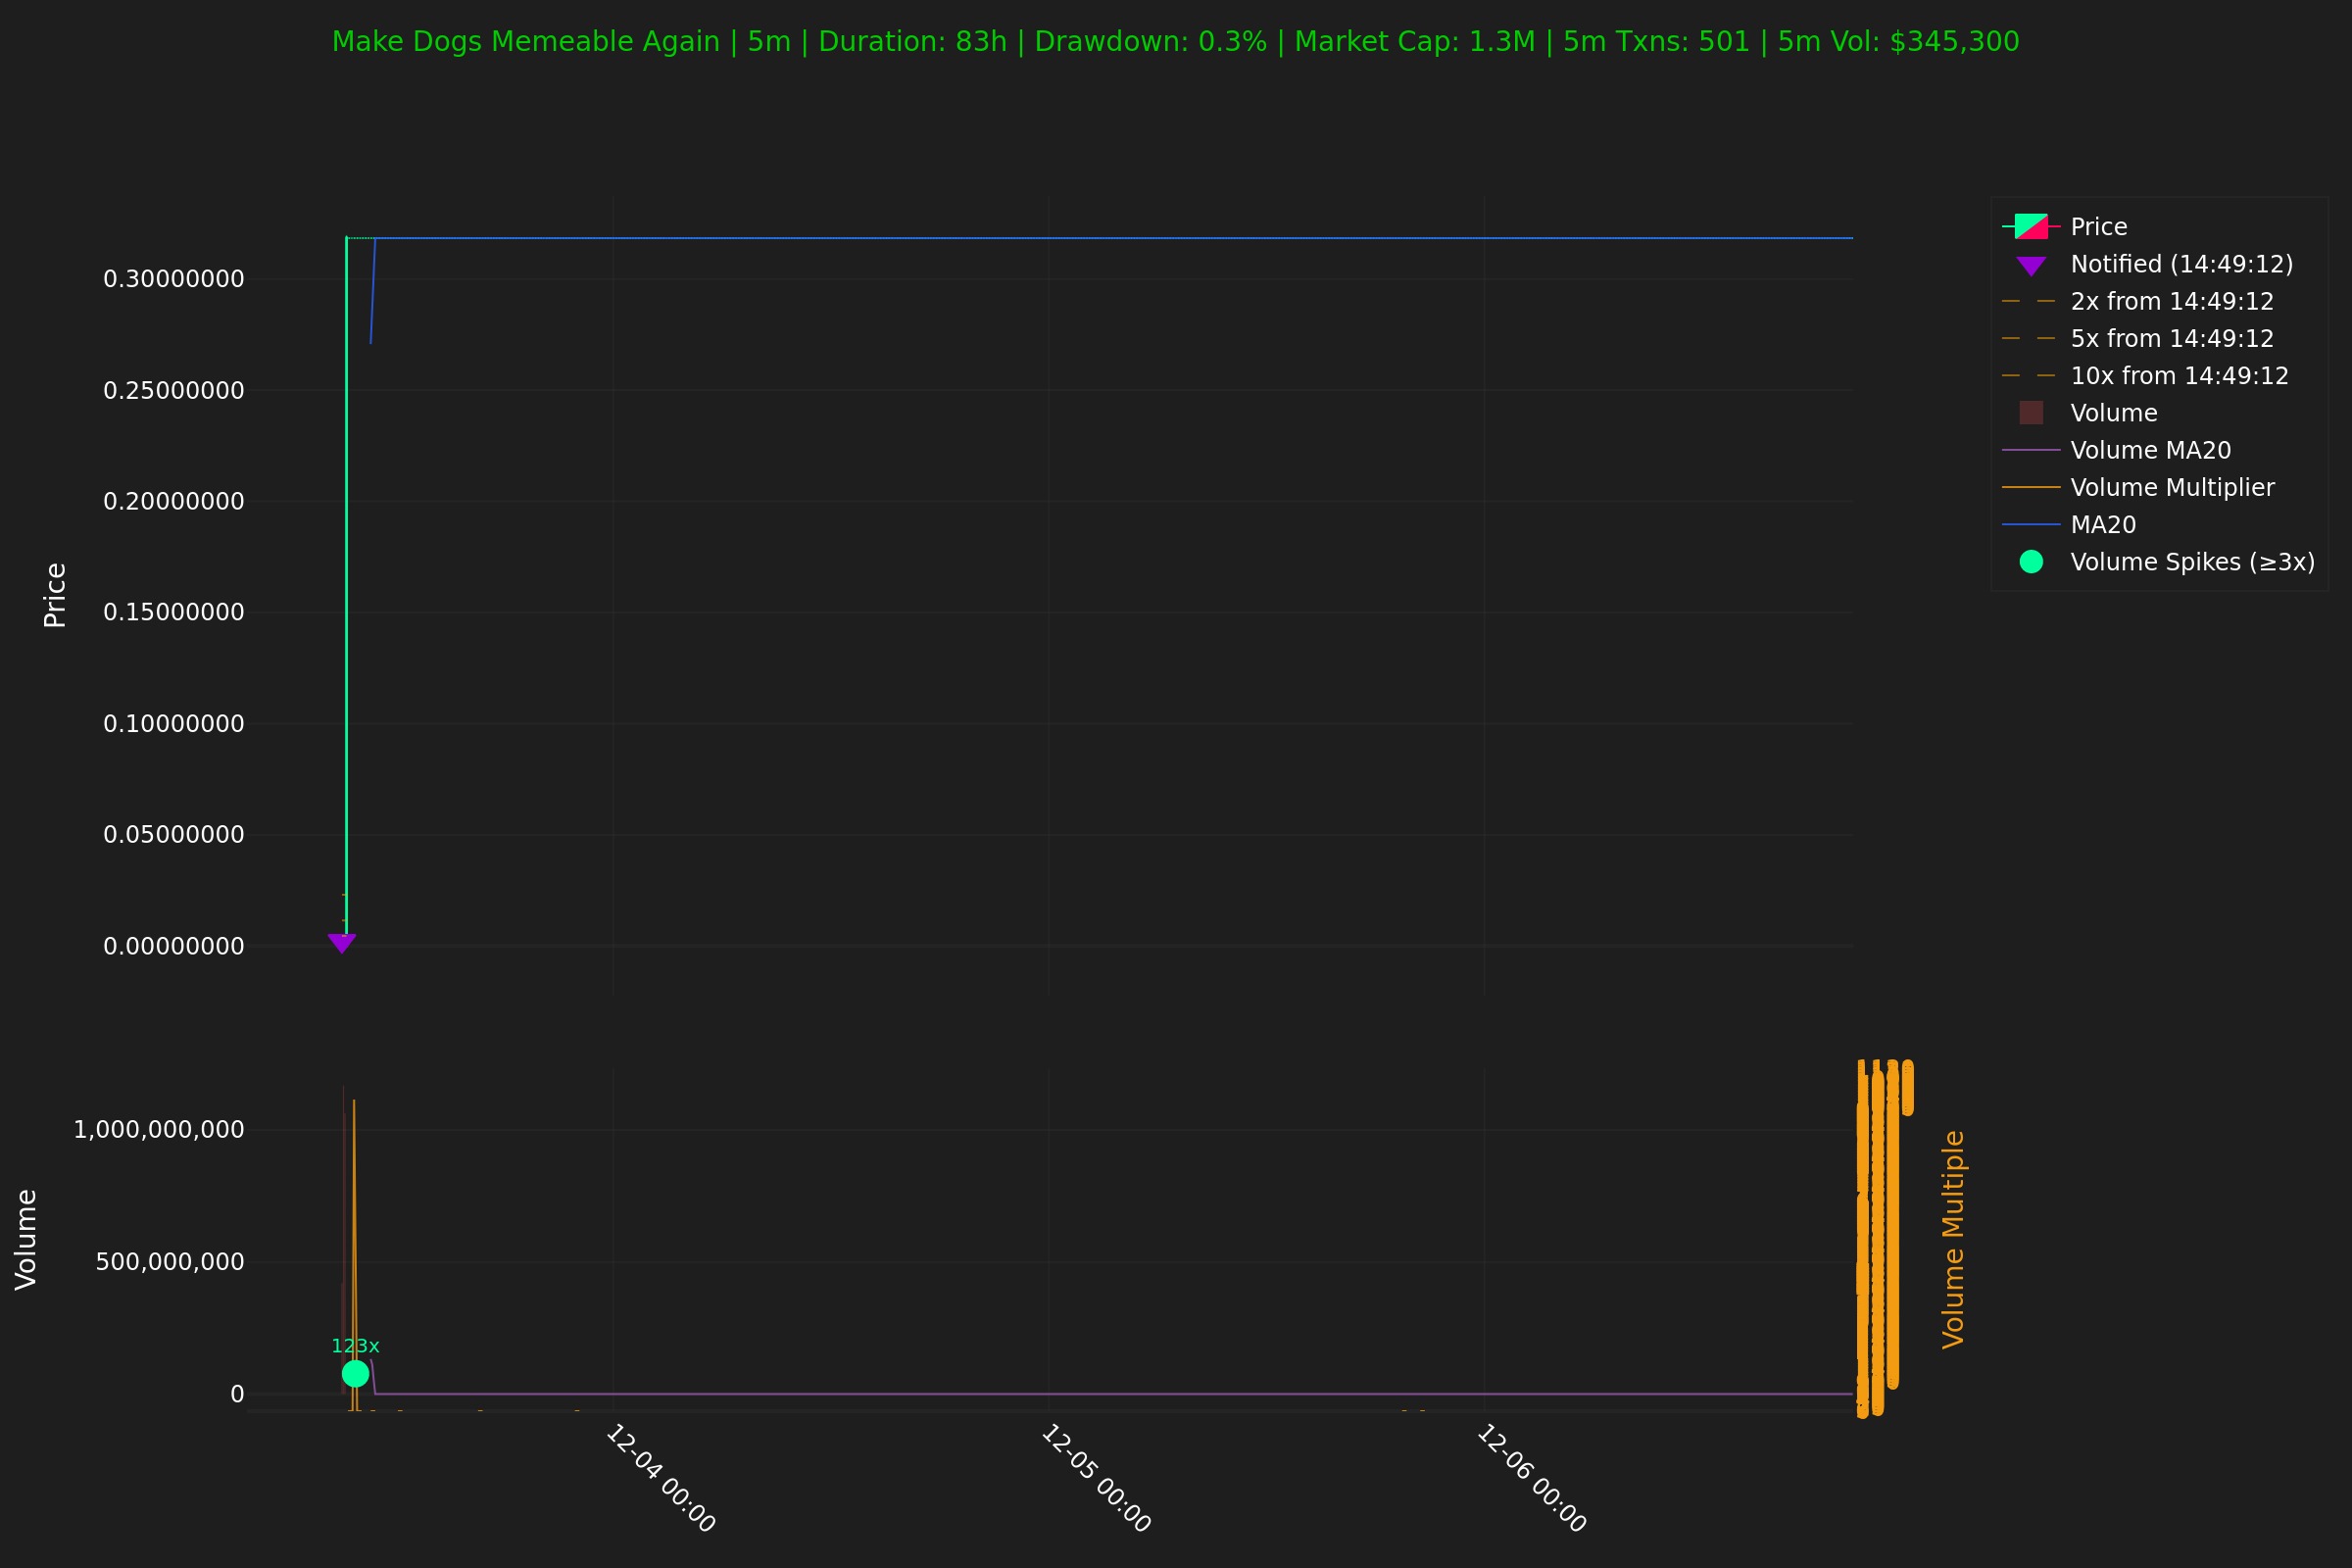 Make Dogs Memeable Again | 5m | Duration: 83h | Drawdown: 0.3% | Market Cap: 1.3M | 5m Txns: 501 | 5m Vol: $345,300
Price
0.30000000
0.25000000
0.20000000
0.15000000
0.10000000
0.05000000
0.00000000
Price
Notified (14:49:12)
2x from 14:49:12
5x from 14:49:12
10x from 14:49:12
Volume
Volume MA20
Volume Multiplier
MA20
Volume Spikes (≥3x)
Volume
1,000,000,000
500,000,000
0
123x
Volume Multiple
12-04 00:00
12-05 00:00
12-06 00:00